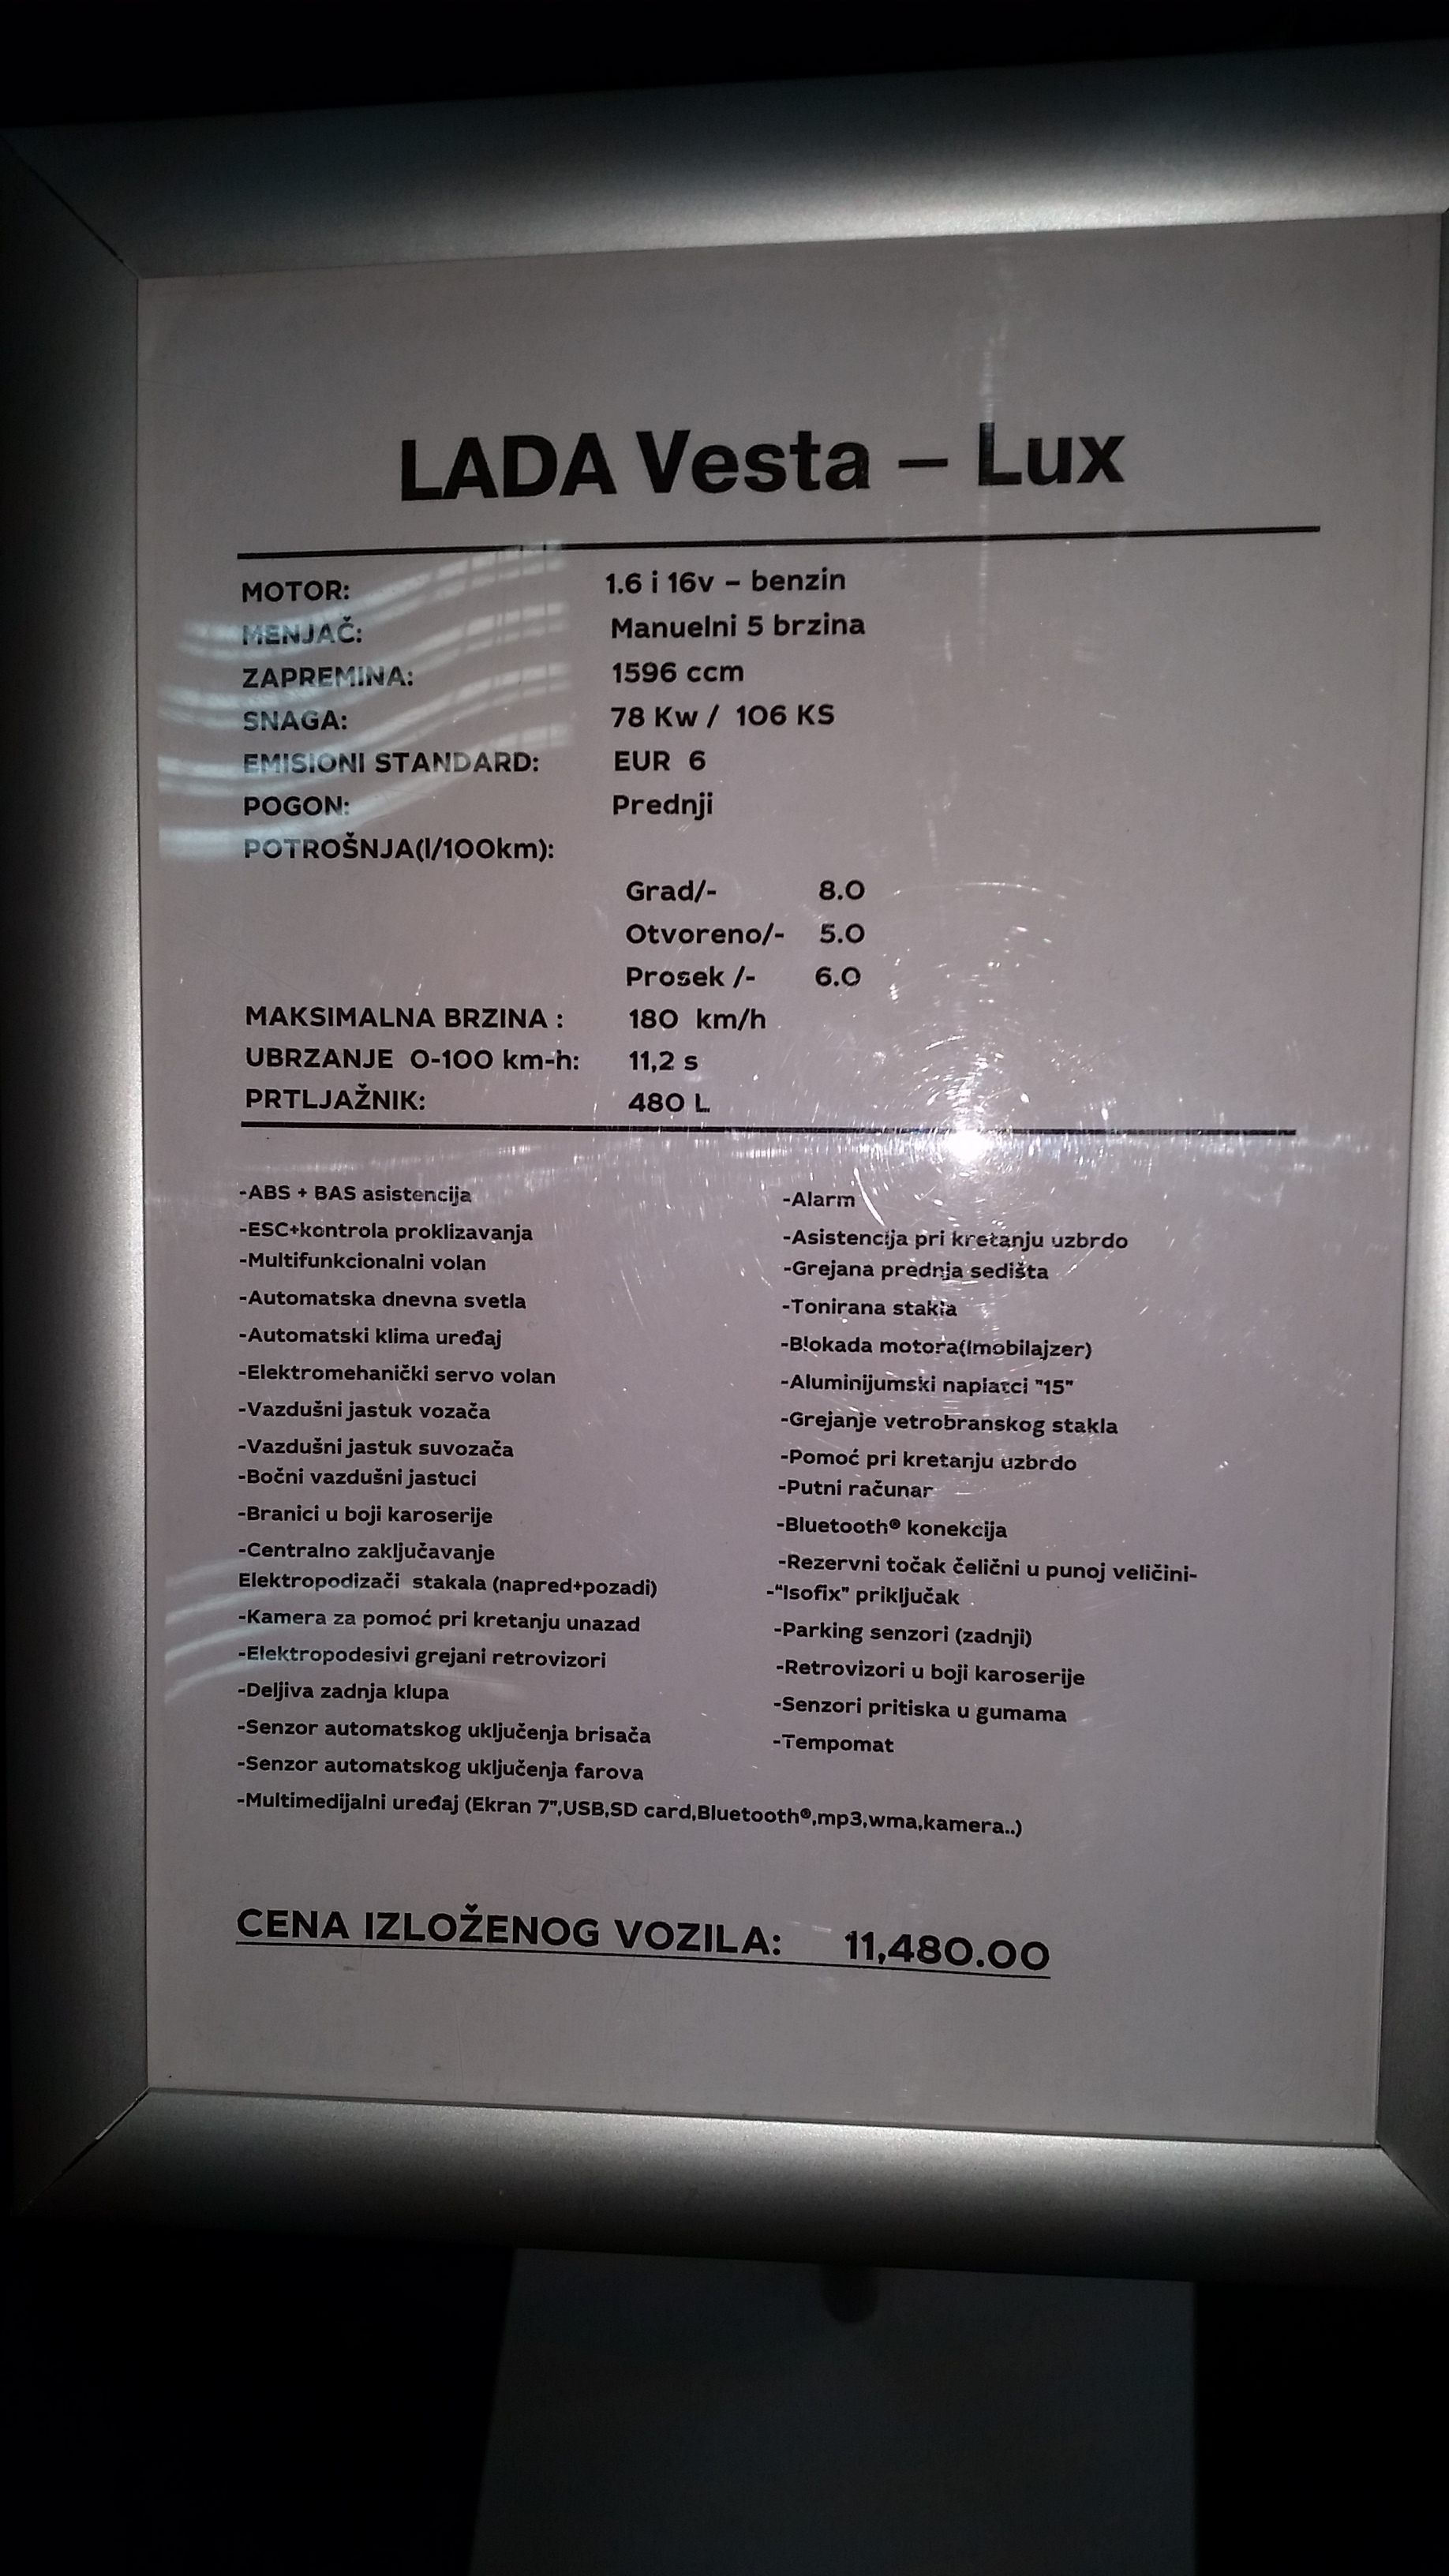 LADA Vesta – Lux
MOTOR: 1.6 i 16v – benzin
MENJAČ: Manuelni 5 brzina
ZAPREMINA: 1596 ccm
SNAGA: 78 Kw / 106 KS
EMISIONI STANDARD: EUR 6
POGON: Prednji
POTROŠNJA(l/100km):
Grad/- 8.0
Otvoreno/- 5.0
Prosek /- 6.0
MAKSIMALNA BRZINA : 180 km/h
UBRZANJE 0-100 km-h: 11,2 s
PRTLJAŽNIK: 480 L
-ABS + BAS asistencija
-ESC+kontrola proklizavanja
-Multifunkcionalni volan
-Automatska dnevna svetla
-Automatski klima uređaj
-Elektromehanički servo volan
-Vazdušni jastuk vozača
-Vazdušni jastuk suvozača
-Bočni vazdušni jastuci
-Branici u boji karoserije
-Centralno zaključavanje
Elektropodizači stakala (napred+pozadi)
-Kamera za pomoć pri kretanju unazad
-Elektropodesivi grejani retrovizori
-Deljiva zadnja klupa
-Senzor automatskog uključenja brisača
-Senzor automatskog uključenja farova
-Multimedijalni uređaj (Ekran 7",USB,SD card,Bluetooth®,mp3,wma,kamera..)
-Alarm
-Asistencija pri kretanju uzbrdo
-Grejana prednja sedišta
-Tonirana stakla
-Blokada motora(Imobilajzer)
-Aluminijumski naplatci "15"
-Grejanje vetrobranskog stakla
-Pomoć pri kretanju uzbrdo
-Putni računar
-Bluetooth® konekcija
-Rezervni točak čelični u punoj veličini-
-“Isofix” priključak
-Parking senzori (zadnji)
-Retrovizori u boji karoserije
-Senzori pritiska u gumama
-Tempomat
CENA IZLOŽENOG VOZILA: 11,480.00